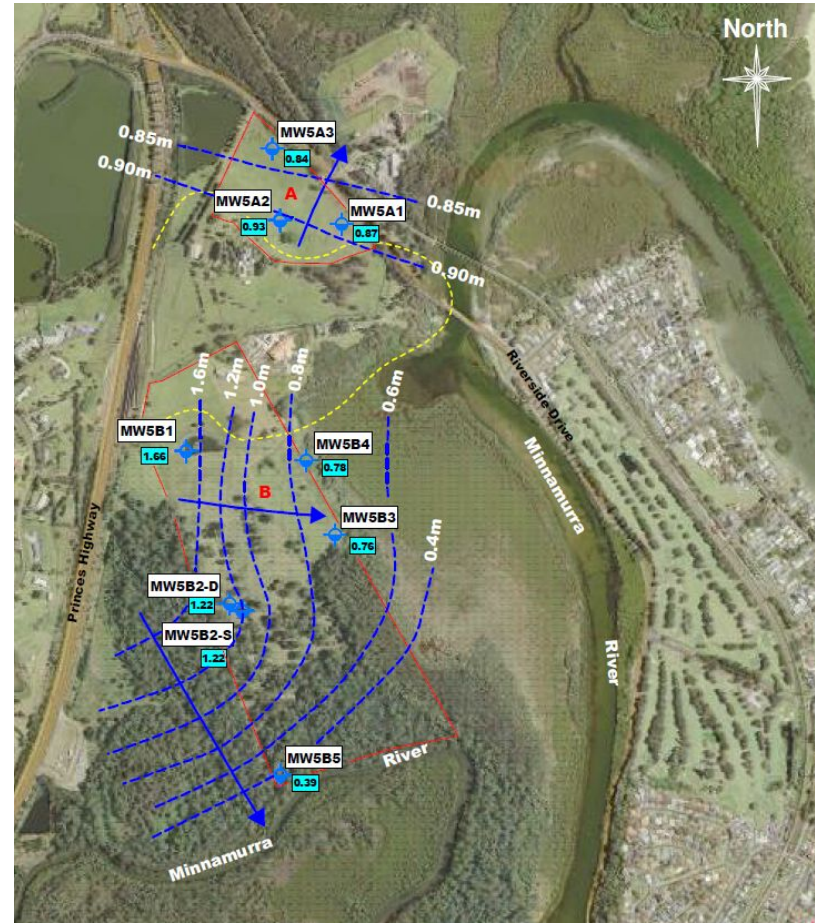 North
MW5A3
0.84
0.85m
0.90m
A
MW5A2
0.93
MW5A1
0.87
0.85m
0.90m
Riverside Drive
1.6m
1.2m
1.0m
0.8m
0.6m
MW5B1
1.66
MW5B4
0.78
B
MW5B3
0.76
0.4m
Minnamurra
River
Princes Highway
MW5B2-D
1.22
MW5B2-S
1.22
MW5B5
0.39
River
Minnamurra